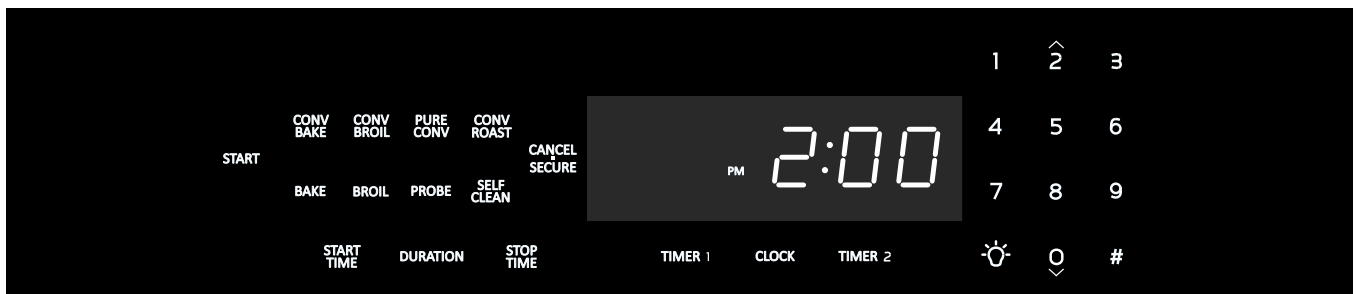 1 2 3
CONV BAKE CONV BROIL PURE CONV CONV ROAST
START
CANCEL
SECURE
PM 2:00
4 5 6
BAKE BROIL PROBE SELF CLEAN
7 8 9
START TIME DURATION STOP TIME
TIMER 1 CLOCK TIMER 2
0 #